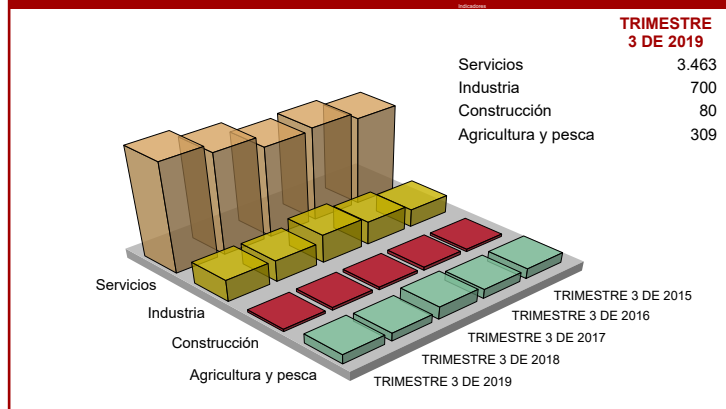 Indicadores
TRIMESTRE
3 DE 2019
Servicios 3.463
Industria 700
Construcción 80
Agricultura y pesca 309
Servicios
Industria
Construcción
Agricultura y pesca
TRIMESTRE 3 DE 2015
TRIMESTRE 3 DE 2016
TRIMESTRE 3 DE 2017
TRIMESTRE 3 DE 2018
TRIMESTRE 3 DE 2019